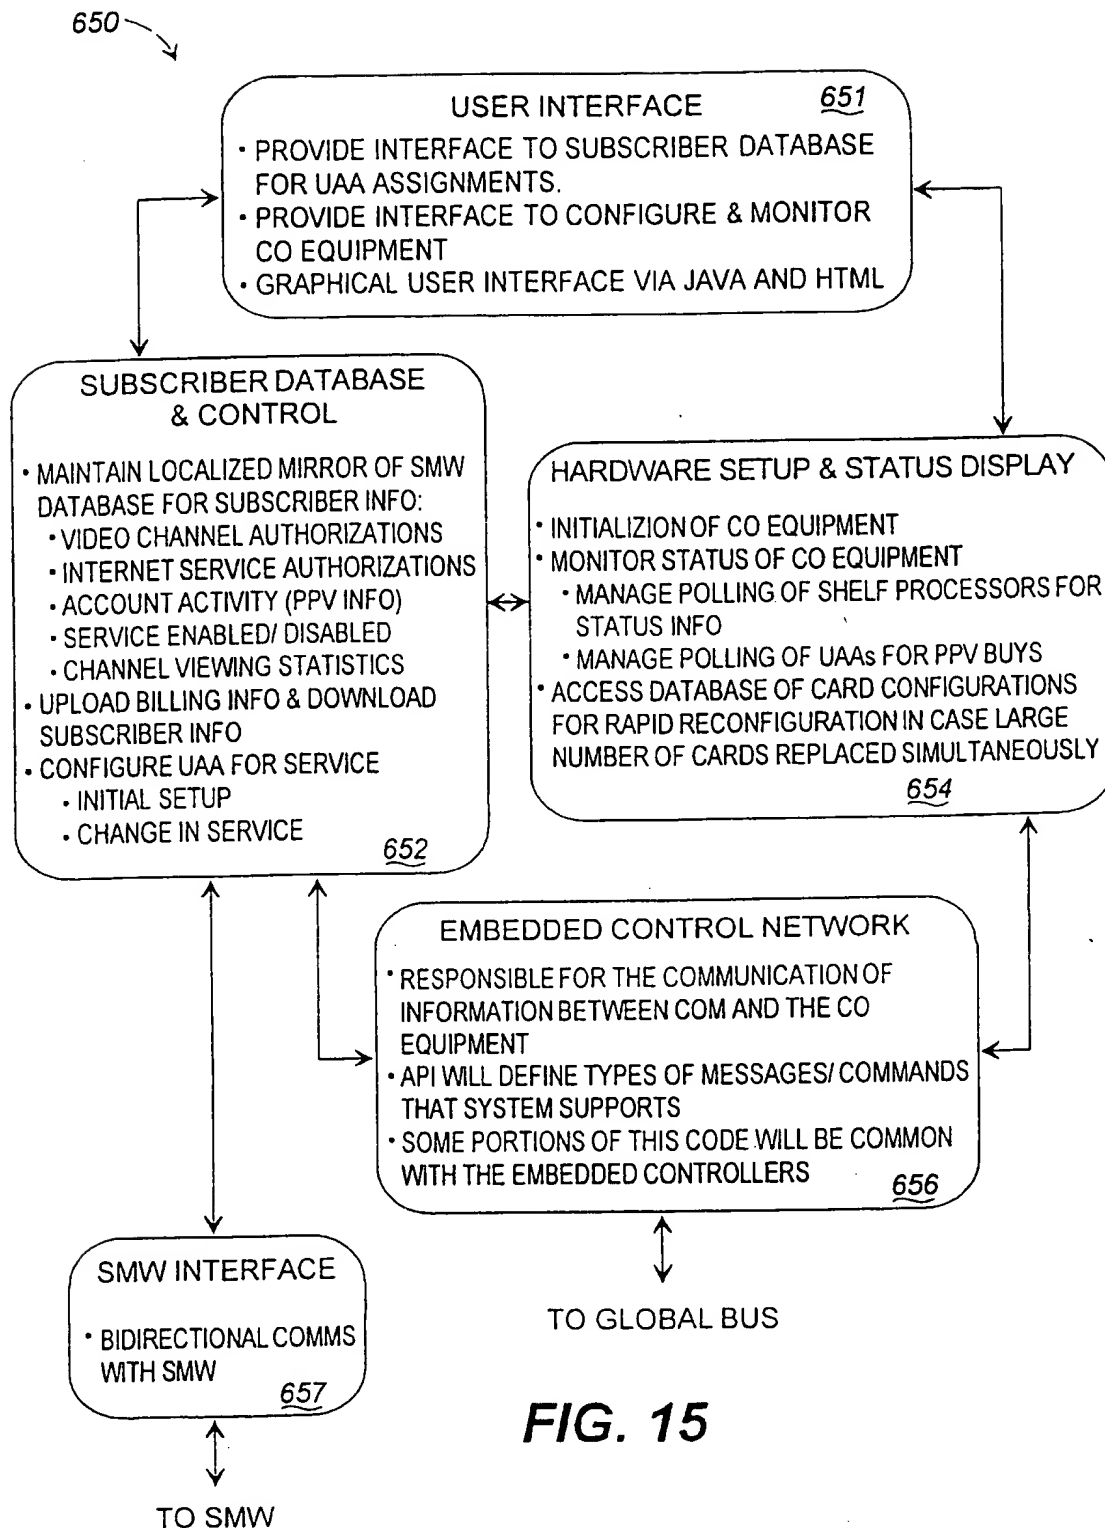 650
USER INTERFACE 651
• PROVIDE INTERFACE TO SUBSCRIBER DATABASE
FOR UAA ASSIGNMENTS.
• PROVIDE INTERFACE TO CONFIGURE & MONITOR
CO EQUIPMENT
• GRAPHICAL USER INTERFACE VIA JAVA AND HTML
SUBSCRIBER DATABASE
& CONTROL
• MAINTAIN LOCALIZED MIRROR OF SMW
DATABASE FOR SUBSCRIBER INFO:
• VIDEO CHANNEL AUTHORIZATIONS
• INTERNET SERVICE AUTHORIZATIONS
• ACCOUNT ACTIVITY (PPV INFO)
• SERVICE ENABLED/ DISABLED
• CHANNEL VIEWING STATISTICS
• UPLOAD BILLING INFO & DOWNLOAD
SUBSCRIBER INFO
• CONFIGURE UAA FOR SERVICE
• INITIAL SETUP
• CHANGE IN SERVICE
652
HARDWARE SETUP & STATUS DISPLAY
• INITIALIZION OF CO EQUIPMENT
• MONITOR STATUS OF CO EQUIPMENT
• MANAGE POLLING OF SHELF PROCESSORS FOR
STATUS INFO
• MANAGE POLLING OF UAAs FOR PPV BUYS
• ACCESS DATABASE OF CARD CONFIGURATIONS
FOR RAPID RECONFIGURATION IN CASE LARGE
NUMBER OF CARDS REPLACED SIMULTANEOUSLY
654
EMBEDDED CONTROL NETWORK
• RESPONSIBLE FOR THE COMMUNICATION OF
INFORMATION BETWEEN COM AND THE CO
EQUIPMENT
• API WILL DEFINE TYPES OF MESSAGES/ COMMANDS
THAT SYSTEM SUPPORTS
• SOME PORTIONS OF THIS CODE WILL BE COMMON
WITH THE EMBEDDED CONTROLLERS
656
SMW INTERFACE
• BIDIRECTIONAL COMMS
WITH SMW
657
TO GLOBAL BUS
TO SMW
FIG. 15